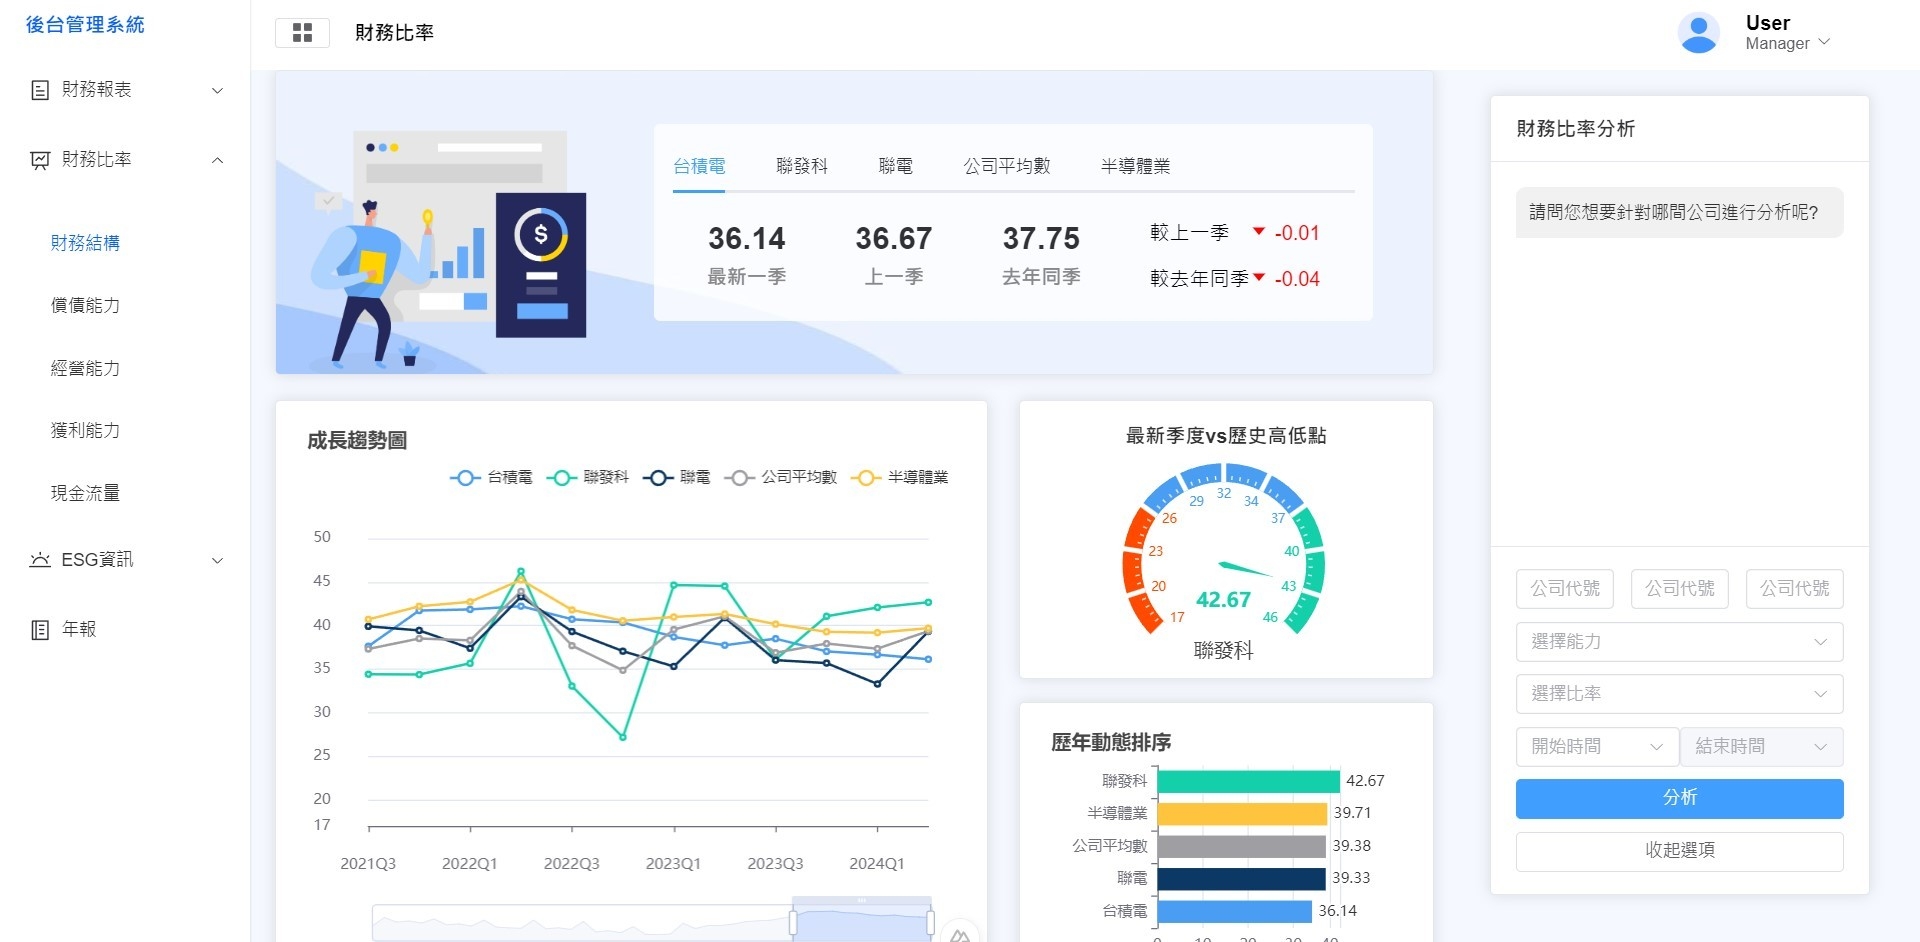 後台管理系統
財務報表
財務比率
財務結構
償債能力
經營能力
獲利能力
現金流量
ESG資訊
年報
財務比率
User
Manager
台積電 聯發科 聯電 公司平均數 半導體業
36.14 36.67 37.75
最新一季 上一季 去年同季
較上一季 -0.01
較去年同季 -0.04
$
成長趨勢圖
台積電 聯發科 聯電 公司平均數 半導體業
50
45
40
35
30
25
20
17
2021Q3 2022Q1 2022Q3 2023Q1 2023Q3 2024Q1
最新季度vs歷史高低點
17
20
23
26
29
32
34
37
40
43
46
42.67
聯發科
歷年動態排序
聯發科 42.67
半導體業 39.71
公司平均數 39.38
聯電 39.33
台積電 36.14
0 10 20 30 40
財務比率分析
請問您想要針對哪間公司進行分析呢?
公司代號 公司代號 公司代號
選擇能力
選擇比率
開始時間 結束時間
分析
收起選項